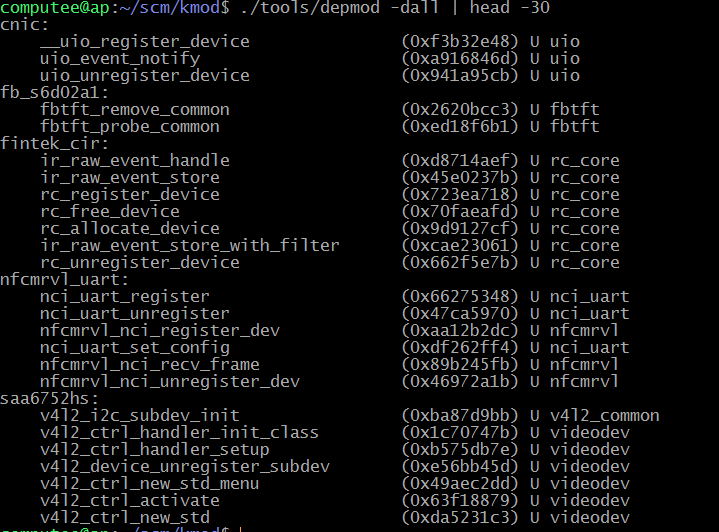 computee@ap:~/scm/kmod$ ./tools/depmod -dall | head -30
cnic:
    __uio_register_device               (0xf3b32e48) U uio
    uio_event_notify                    (0xa916846d) U uio
    uio_unregister_device               (0x941a95cb) U uio
fb_s6d02a1:
    fbtft_remove_common                 (0x2620bcc3) U fbtft
    fbtft_probe_common                  (0xed18f6b1) U fbtft
fintek_cir:
    ir_raw_event_handle                 (0xd8714aef) U rc_core
    ir_raw_event_store                  (0x45e0237b) U rc_core
    rc_register_device                  (0x723ea718) U rc_core
    rc_free_device                      (0x70faeafd) U rc_core
    rc_allocate_device                  (0x9d9127cf) U rc_core
    ir_raw_event_store_with_filter      (0xcae23061) U rc_core
    rc_unregister_device                (0x662f5e7b) U rc_core
nfcmrvl_uart:
    nci_uart_register                   (0x66275348) U nci_uart
    nci_uart_unregister                 (0x47ca5970) U nci_uart
    nfcmrvl_nci_register_dev            (0xaa12b2dc) U nfcmrvl
    nci_uart_set_config                 (0xdf262ff4) U nci_uart
    nfcmrvl_nci_recv_frame              (0x89b245fb) U nfcmrvl
    nfcmrvl_nci_unregister_dev          (0x46972a1b) U nfcmrvl
saa6752hs:
    v4l2_i2c_subdev_init                (0xba87d9bb) U v4l2_common
    v4l2_ctrl_handler_init_class        (0x1c70747b) U videodev
    v4l2_ctrl_handler_setup             (0xb575db7e) U videodev
    v4l2_device_unregister_subdev       (0xe56bb45d) U videodev
    v4l2_ctrl_new_std_menu              (0x49aec2dd) U videodev
    v4l2_ctrl_activate                  (0x63f18879) U videodev
    v4l2_ctrl_new_std                   (0xda5231c3) U videodev
computee@ap:~/scm/kmod$